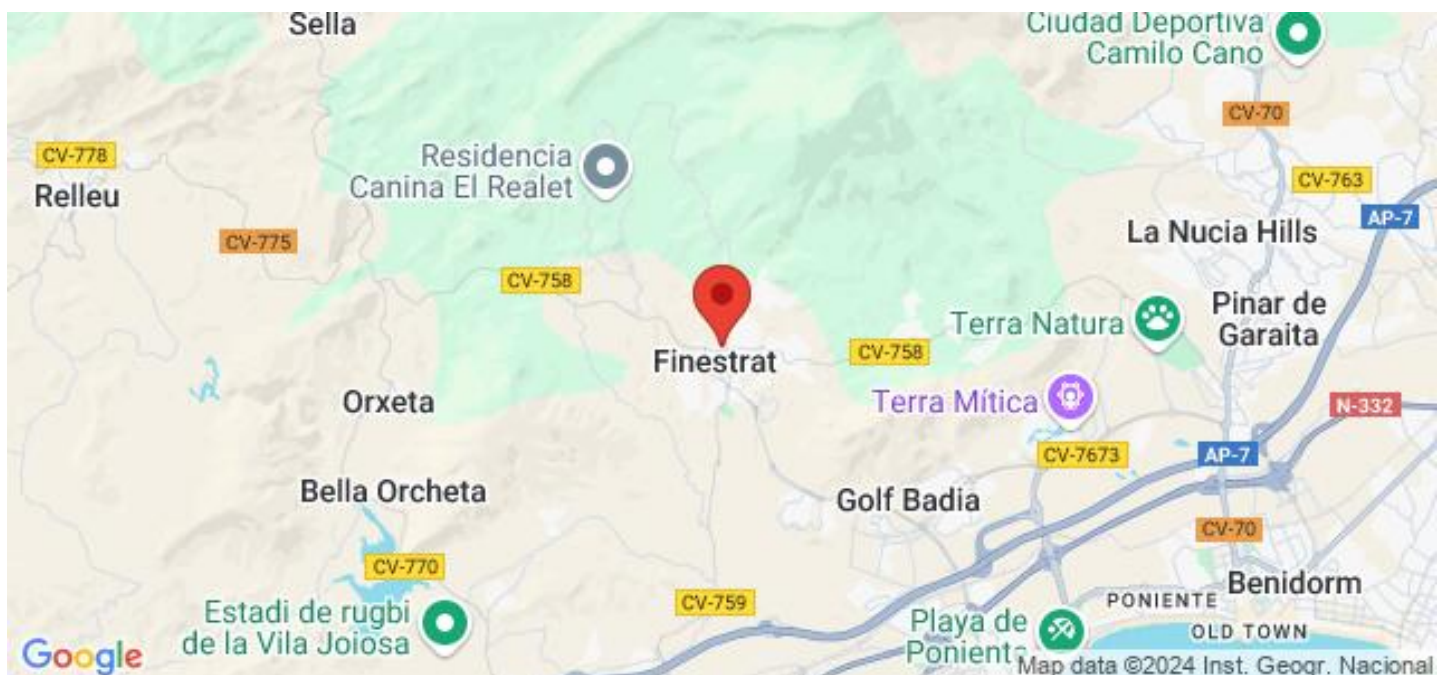 Sella
Ciudad Deportiva
Camilo Cano
CV-70
CV-778
Residencia
Canina El Realet
CV-763
Relleu
AP-7
La Nucia Hills
CV-775
CV-758
Terra Natura
Pinar de
Garaita
CV-758
Finestrat
Orxeta
Terra Mítica
N-332
CV-7673
AP-7
Bella Orcheta
Golf Badia
CV-70
CV-770
Benidorm
CV-759
PONIENTE
Estadi de rugbi
de la Vila Joiosa
Playa de
Poniente
OLD TOWN
Google
Map data ©2024 Inst. Geogr. Nacional